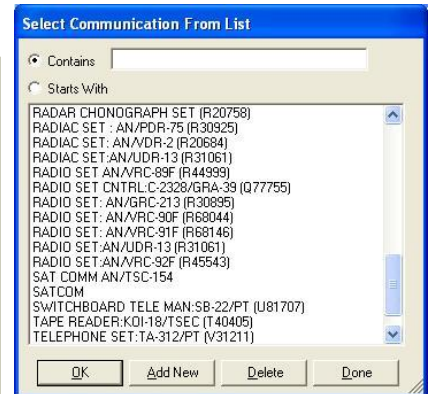 Select Communication From List
Contains
Starts With
RADAR CHONOGRAPH SET (R20758)
RADIAC SET : AN/PDR-75 (R30925)
RADIAC SET: AN/VDR-2 (R20684)
RADIAC SET:AN/UDR-13 (R31061)
RADIO SET AN/VRC-89F (R44999)
RADIO SET CNTRL:C-2328/GRA-39 (Q77755)
RADIO SET: AN/GRC-213 (R30895)
RADIO SET: AN/VRC-90F (R68044)
RADIO SET: AN/VRC-91F (R68146)
RADIO SET:AN/UDR-13 (R31061)
RADIO SET:AN/VRC-92F (R45543)
SAT COMM AN/TSC-154
SATCOM
SWITCHBOARD TELE MAN:SB-22/PT (U81707)
TAPE READER:KOI-18/TSEC (T40405)
TELEPHONE SET:TA-312/PT (V31211)
OK Add New Delete Done